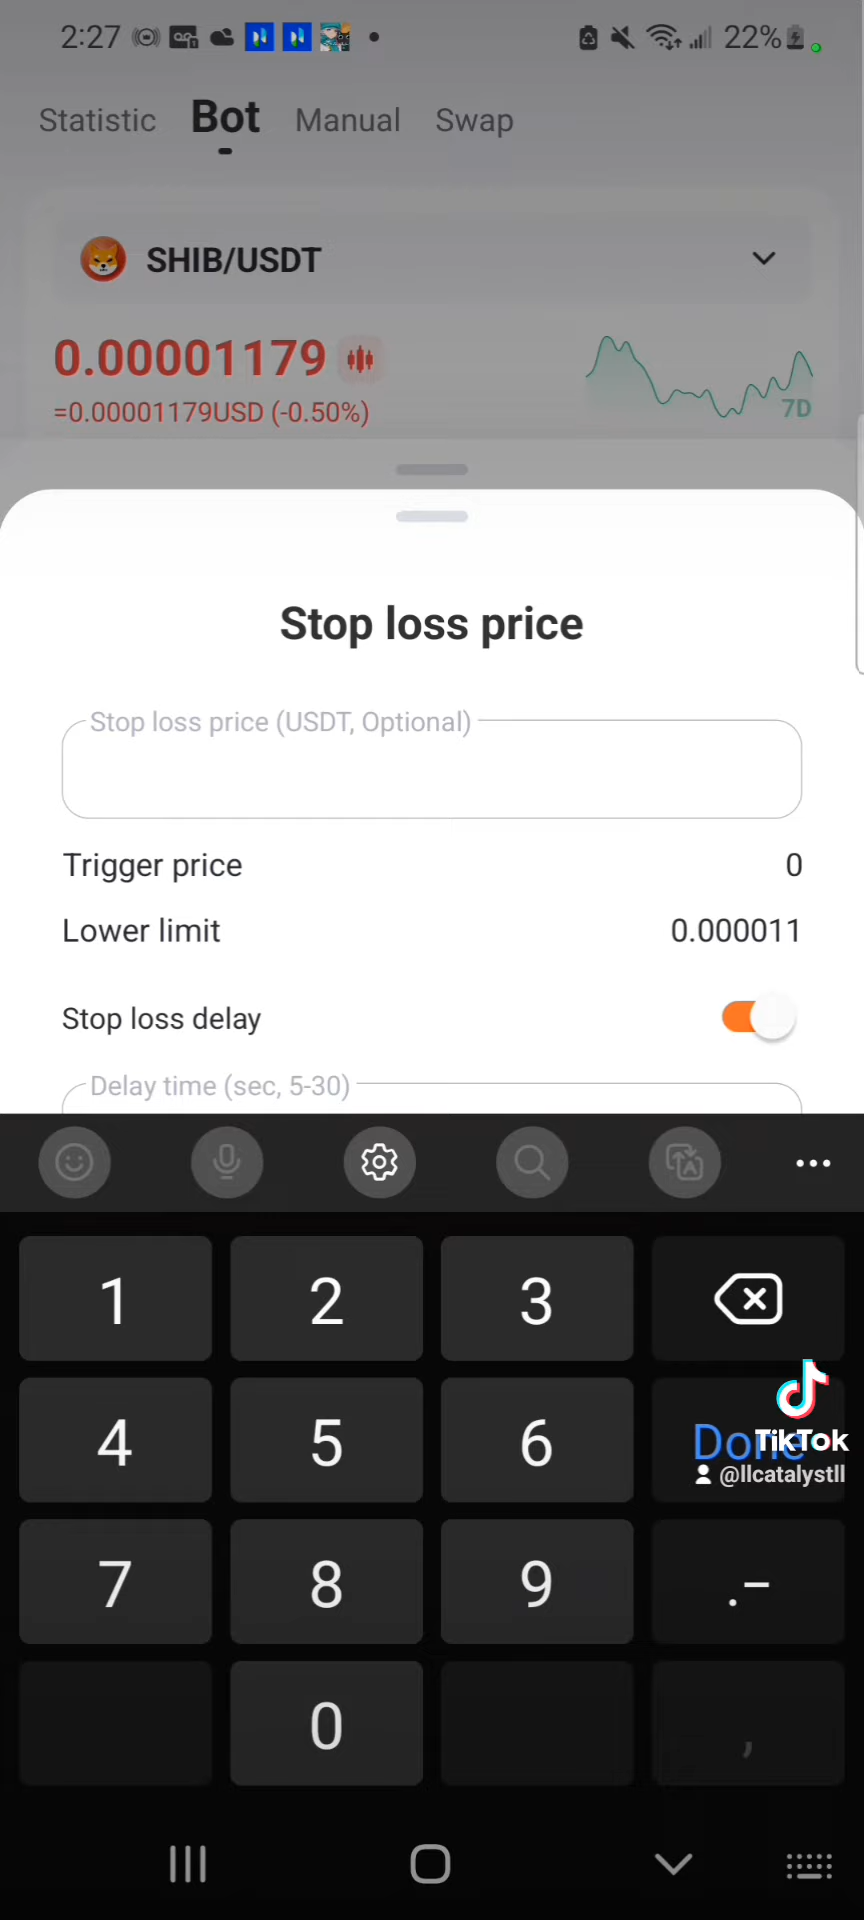 2:27
22%
Statistic Bot Manual Swap
SHIB/USDT
0.00001179
=0.00001179USD (-0.50%)
7D
Stop loss price
Stop loss price (USDT, Optional)
Trigger price 0
Lower limit 0.000011
Stop loss delay
Delay time (sec, 5-30)
1 2 3
4 5 6 Done
TikTok
@llcatalystll
7 8 9 .-
0 ,